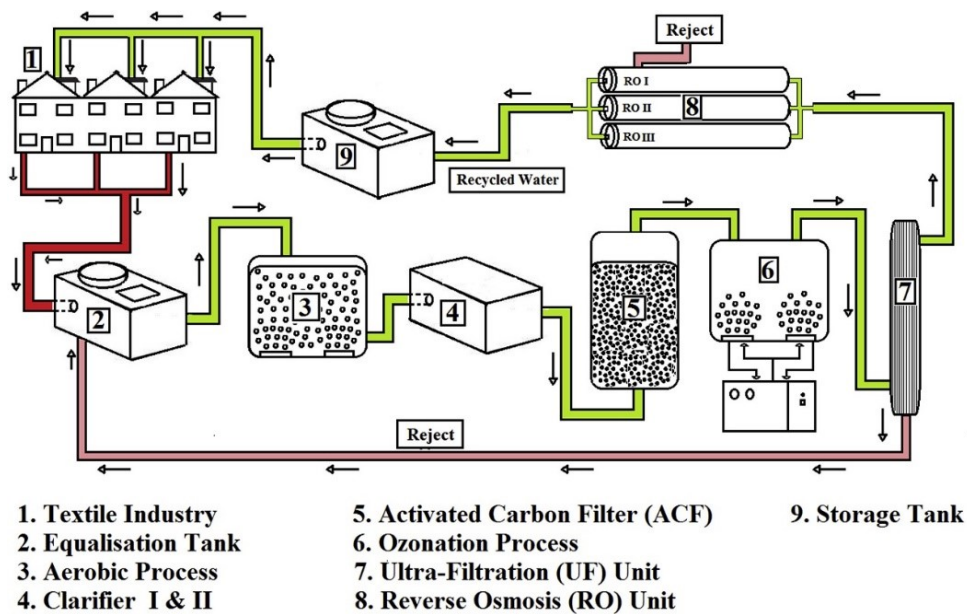 Reject
1
RO I
RO II
8
RO III
9
Recycled Water
2
3
4
5
6
7
Reject
1. Textile Industry
2. Equalisation Tank
3. Aerobic Process
4. Clarifier I & II
5. Activated Carbon Filter (ACF)
6. Ozonation Process
7. Ultra-Filtration (UF) Unit
8. Reverse Osmosis (RO) Unit
9. Storage Tank